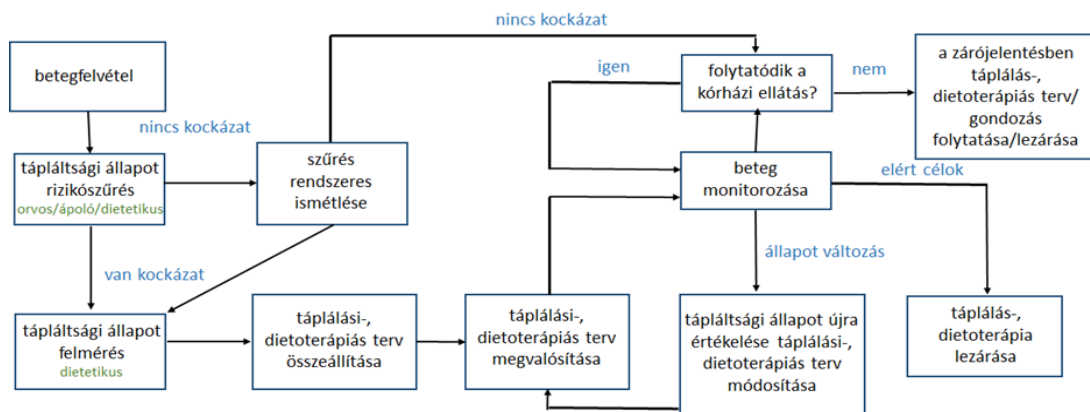 nincs kockázat
betegfelvétel
nincs kockázat
tápláltsági állapot
rizikószűrés
orvos/ápoló/dietetikus
szűrés
rendszeres
ismétlése
igen
folytatódik a
kórházi ellátás?
nem
a zárójelentésben
táplálás-,
dietoterápiás terv/
gondozás
folytatása/lezárása
beteg
monitorozása
elért célok
van kockázat
állapot változás
tápláltsági állapot
felmérés
dietetikus
táplálási-,
dietoterápiás terv
összeállítása
táplálási-,
dietoterápiás terv
megvalósítása
tápláltsági állapot újra
értékelése táplálási-,
dietoterápiás terv
módosítása
táplálás-,
dietoterápia
lezárása